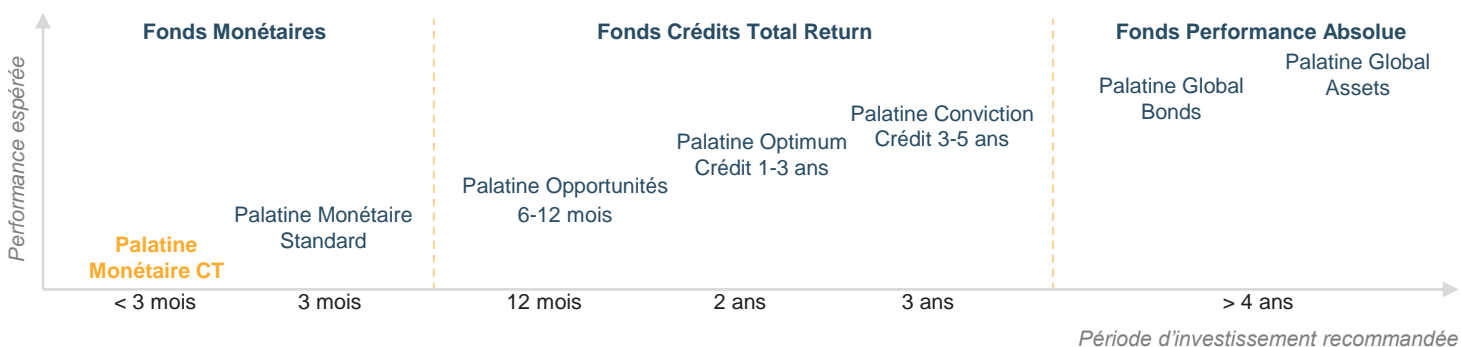 Fonds Monétaires
Fonds Crédits Total Return
Fonds Performance Absolue
Performance espérée
Palatine
Monétaire CT
Palatine Monétaire
Standard
Palatine Opportunités
6-12 mois
Palatine Optimum
Crédit 1-3 ans
Palatine Conviction
Crédit 3-5 ans
Palatine Global
Bonds
Palatine Global
Assets
< 3 mois
3 mois
12 mois
2 ans
3 ans
> 4 ans
Période d'investissement recommandée